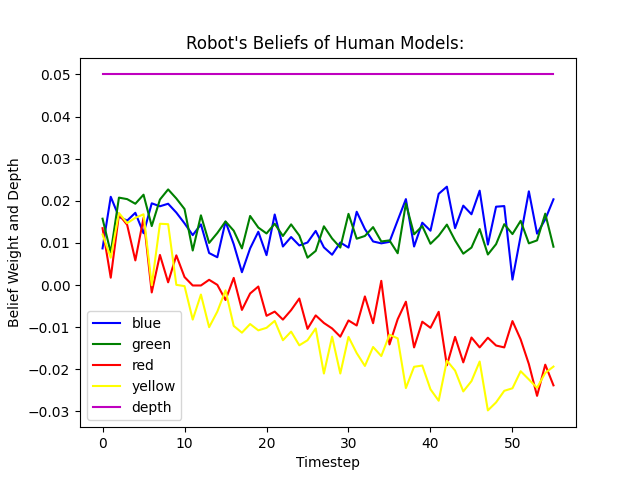 Robot's Beliefs of Human Models:
Belief Weight and Depth
0.05
0.04
0.03
0.02
0.01
0.00
−0.01
−0.02
−0.03
blue
green
red
yellow
depth
0
10
20
30
40
50
Timestep